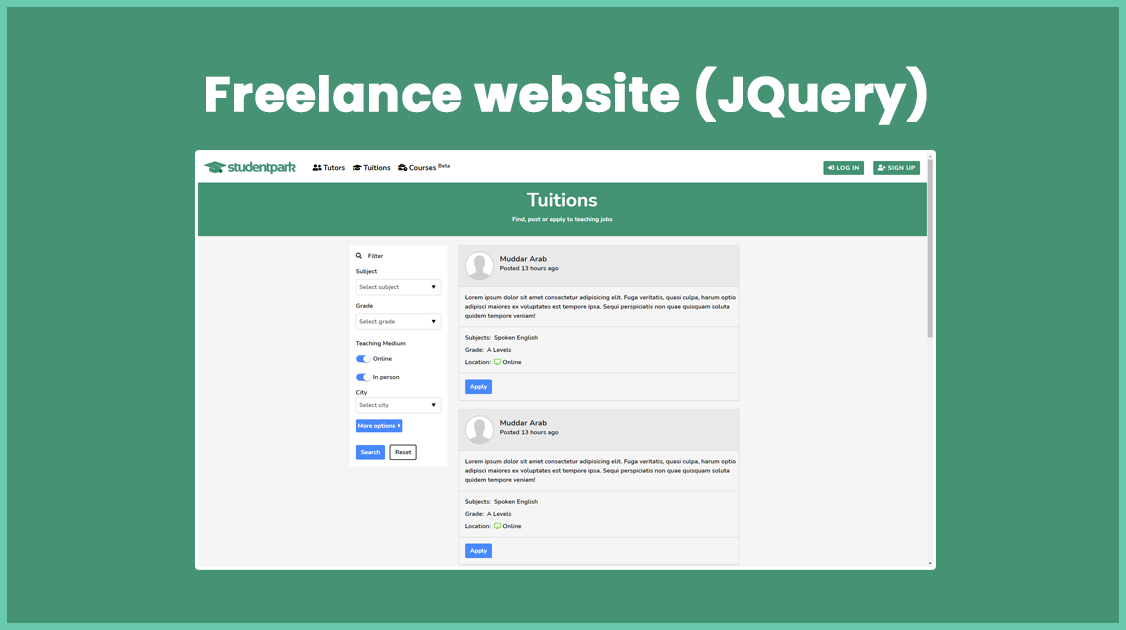 Freelance website (JQuery)
studentpark Tutors Tuitions Courses Beta LOG IN SIGN UP
Tuitions
Find, post or apply to teaching jobs
Filter
Subject
Select subject
Grade
Select grade
Teaching Medium
Online
In person
City
Select city
More options
Search Reset
Muddar Arab
Posted 13 hours ago
Lorem ipsum dolor sit amet consectetur adipisicing elit. Fuga veritatis, quasi culpa, harum optio
adipisci maiores ex voluptates est tempore ipsa. Sequi perspiciatis non quae quisquam soluta
quidem tempore veniam!
Subjects: Spoken English
Grade: A Levels
Location: Online
Apply
Muddar Arab
Posted 13 hours ago
Lorem ipsum dolor sit amet consectetur adipisicing elit. Fuga veritatis, quasi culpa, harum optio
adipisci maiores ex voluptates est tempore ipsa. Sequi perspiciatis non quae quisquam soluta
quidem tempore veniam!
Subjects: Spoken English
Grade: A Levels
Location: Online
Apply